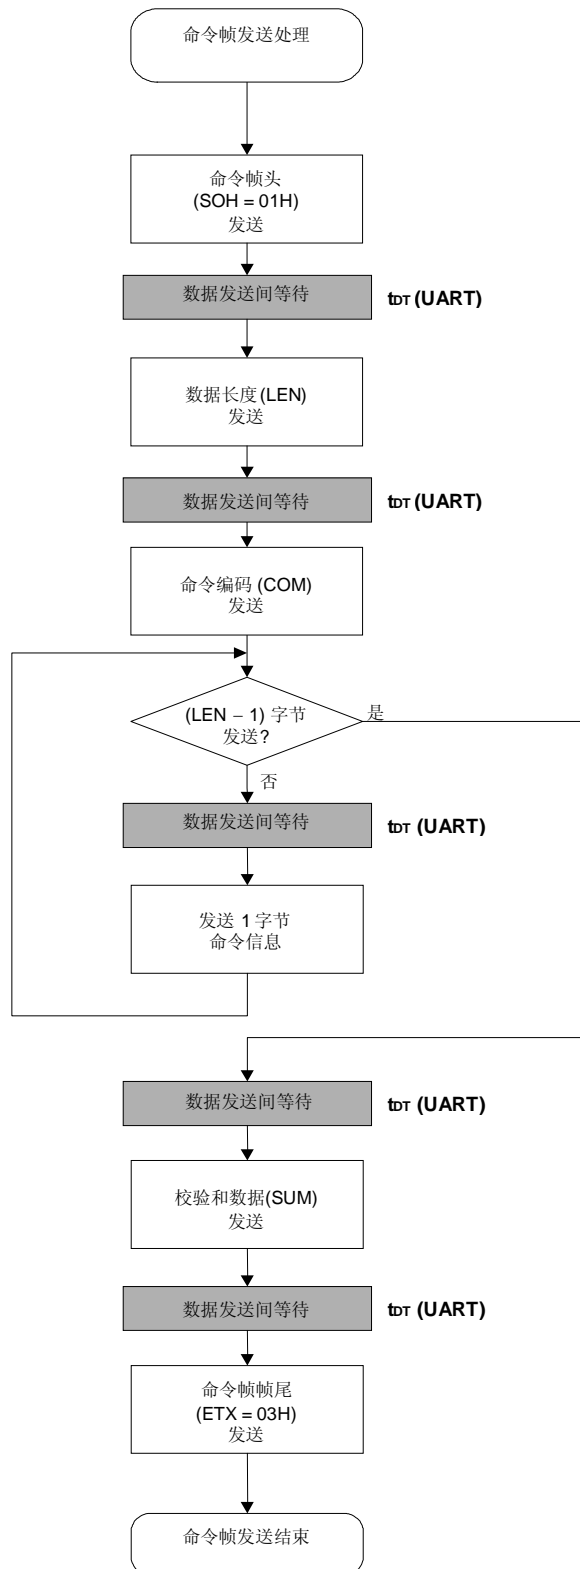 命令帧发送处理
命令帧头
(SOH = 01H)
发送
数据发送间等待
tDT (UART)
数据长度(LEN)
发送
数据发送间等待
tDT (UART)
命令编码 (COM)
发送
(LEN – 1) 字节
发送?
是
否
数据发送间等待
tDT (UART)
发送 1 字节
命令信息
数据发送间等待
tDT (UART)
校验和数据(SUM)
发送
数据发送间等待
tDT (UART)
命令帧帧尾
(ETX = 03H)
发送
命令帧发送结束